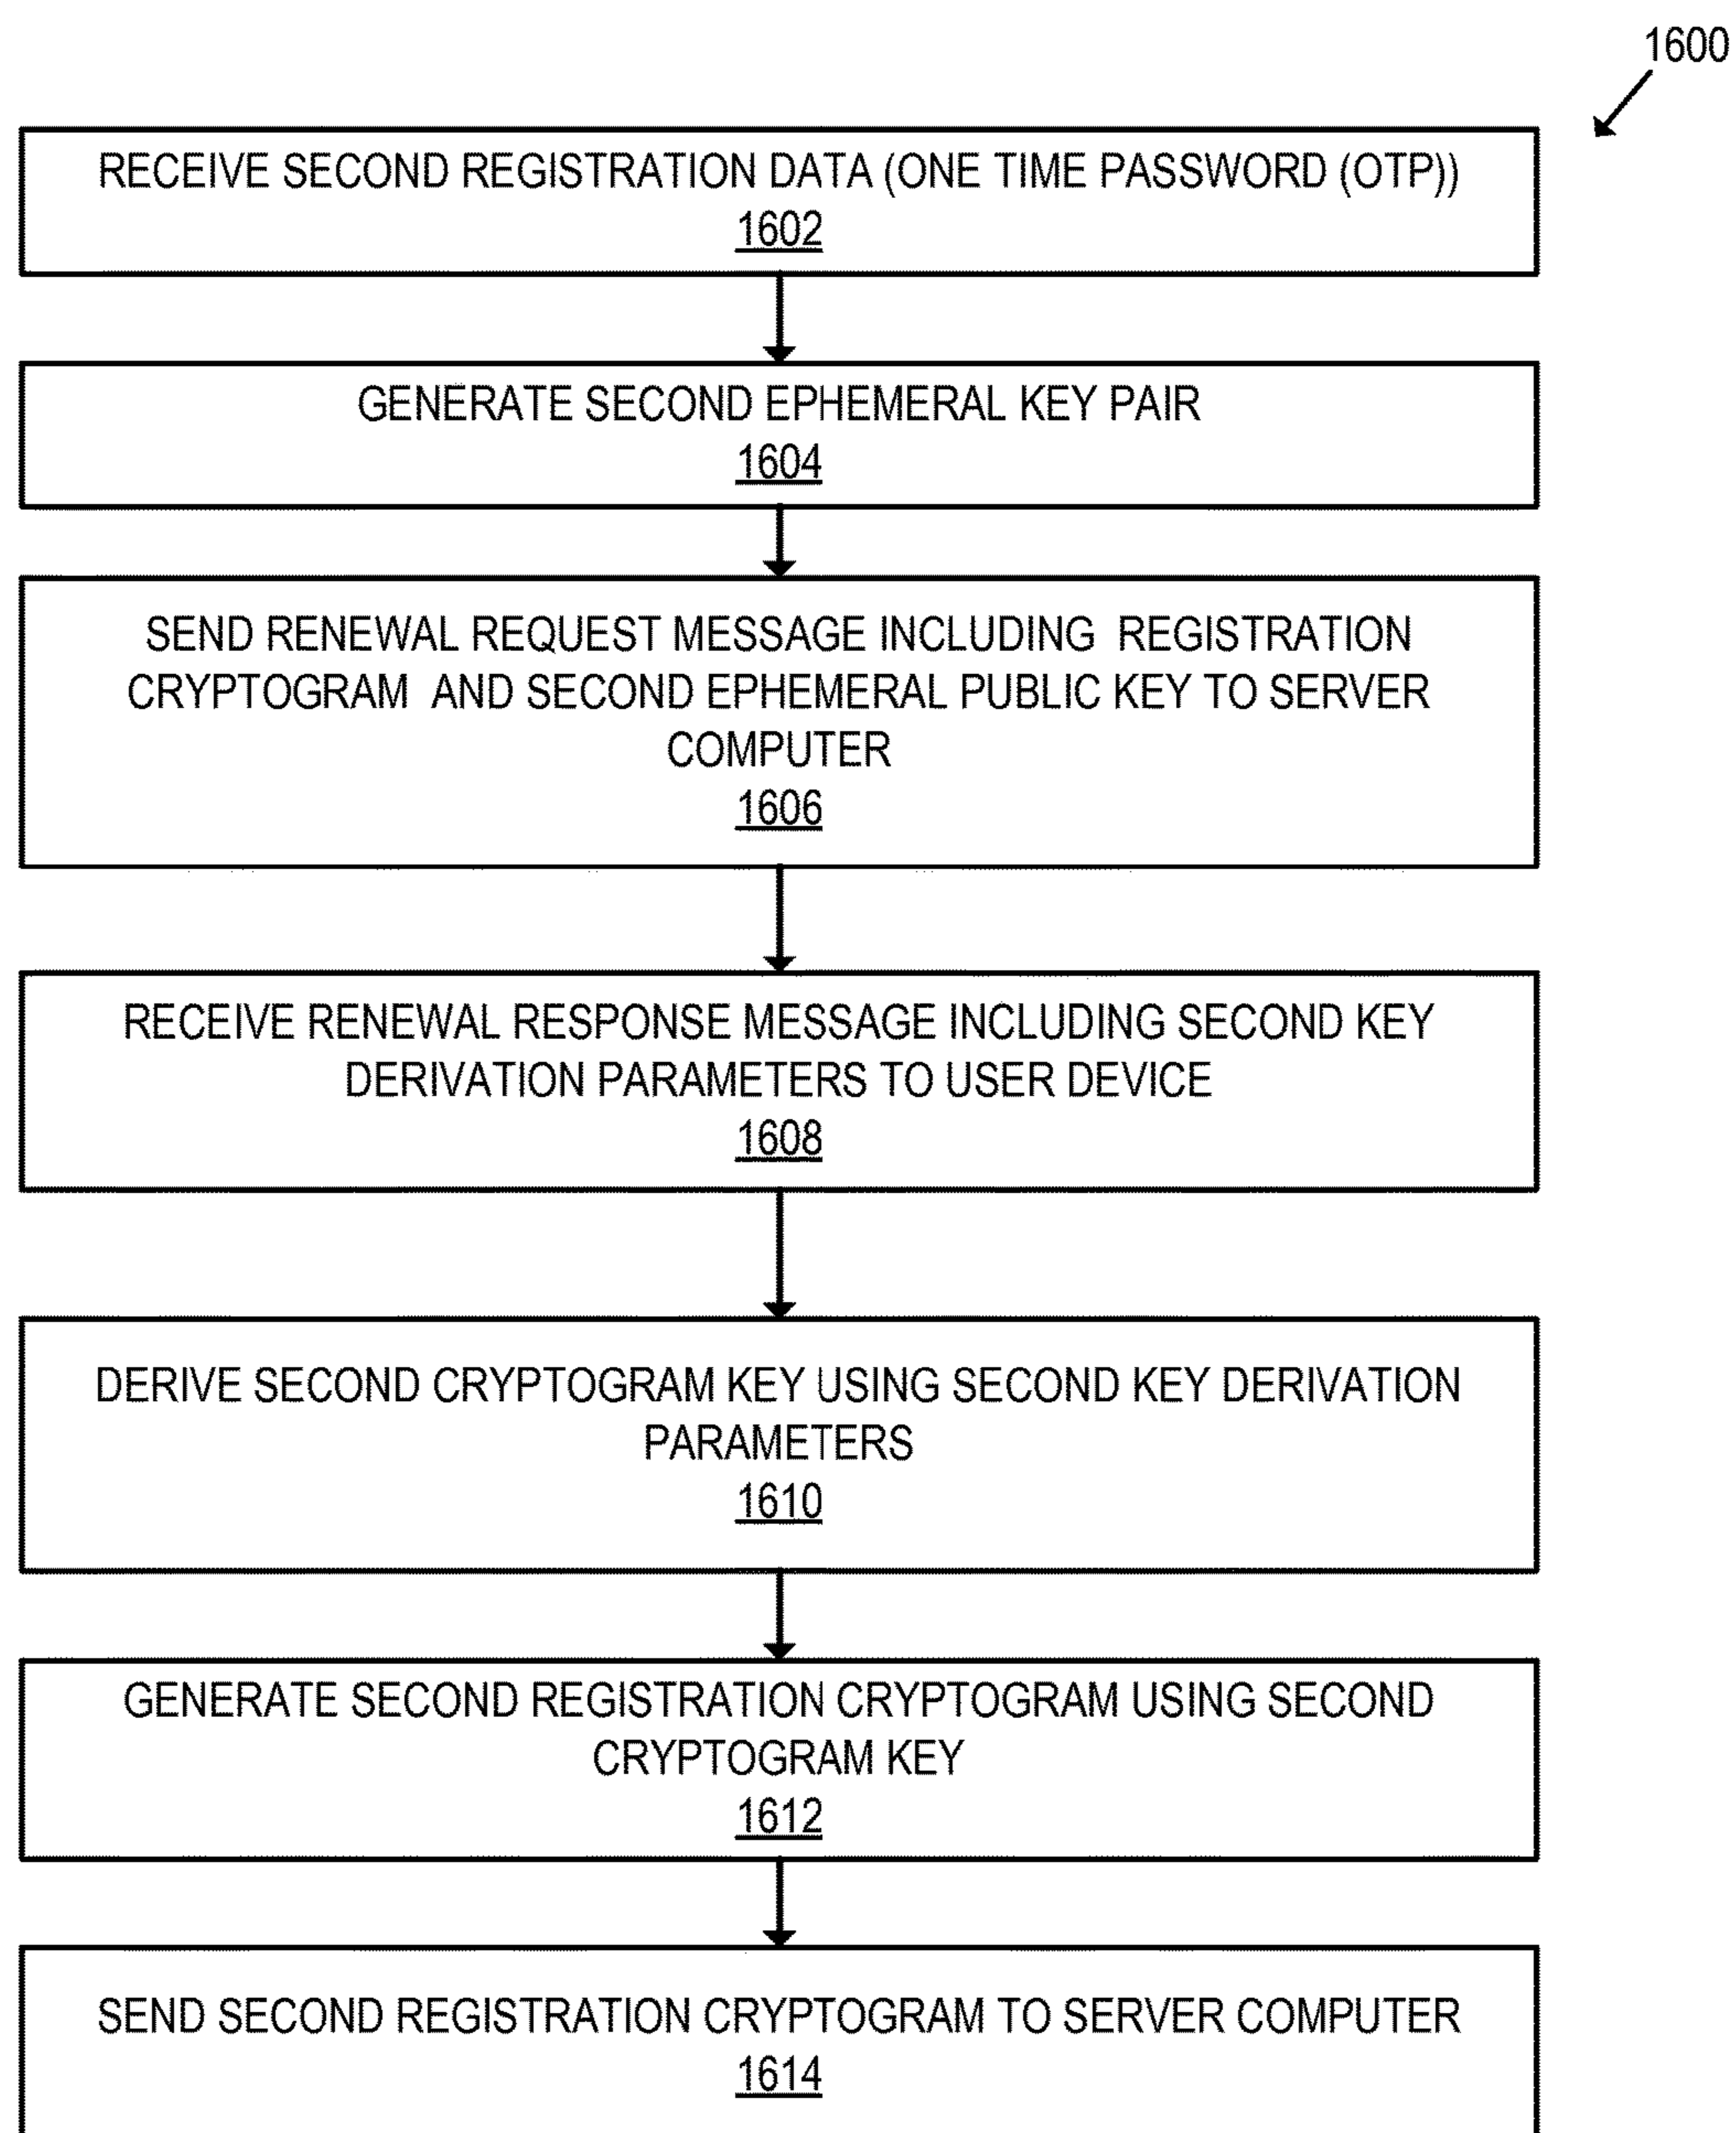 1600
RECEIVE SECOND REGISTRATION DATA (ONE TIME PASSWORD (OTP))
1602
GENERATE SECOND EPHEMERAL KEY PAIR
1604
SEND RENEWAL REQUEST MESSAGE INCLUDING REGISTRATION
CRYPTOGRAM AND SECOND EPHEMERAL PUBLIC KEY TO SERVER
COMPUTER
1606
RECEIVE RENEWAL RESPONSE MESSAGE INCLUDING SECOND KEY
DERIVATION PARAMETERS TO USER DEVICE
1608
DERIVE SECOND CRYPTOGRAM KEY USING SECOND KEY DERIVATION
PARAMETERS
1610
GENERATE SECOND REGISTRATION CRYPTOGRAM USING SECOND
CRYPTOGRAM KEY
1612
SEND SECOND REGISTRATION CRYPTOGRAM TO SERVER COMPUTER
1614